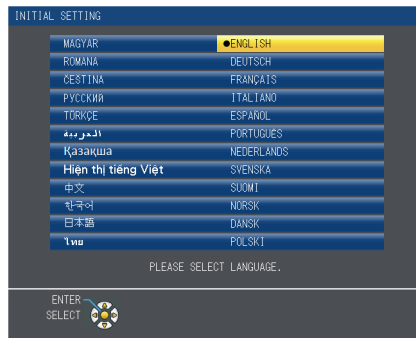 INITIAL SETTING
MAGYAR ●ENGLISH
ROMANA DEUTSCH
ČEŠTINA FRANÇAIS
РУССКИЙ ITALIANO
TÜRKÇE ESPAÑOL
العربية PORTUGUÊS
Қазақша NEDERLANDS
Hiện thị tiếng Việt SVENSKA
中文 SUOMI
한국어 NORSK
日本語 DANSK
ไทย POLSKI
PLEASE SELECT LANGUAGE.
ENTER
SELECT